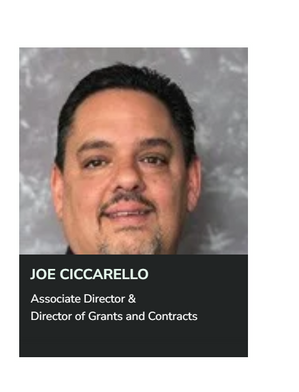 JOE CICCARELLO
Associate Director &
Director of Grants and Contracts